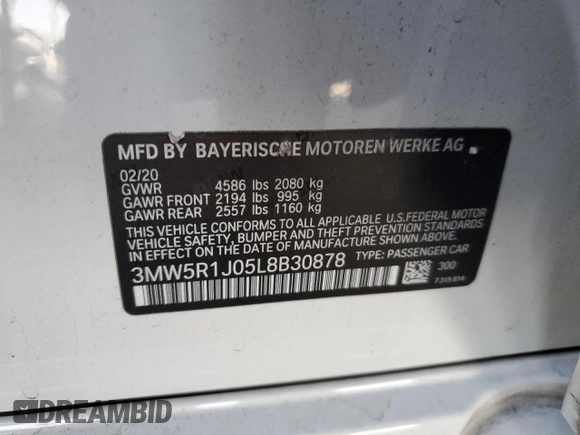 MFD BY BAYERISCHE MOTOREN WERKE AG
02/20
GVWR 4586 lbs 2080 kg
GAWR FRONT 2194 lbs 995 kg
GAWR REAR 2557 lbs 1160 kg
THIS VEHICLE CONFORMS TO ALL APPLICABLE U.S.FEDERAL MOTOR
VEHICLE SAFETY, BUMPER AND THEFT PREVENTION STANDARDS
IN EFFECT ON THE DATE OF MANUFACTURE SHOWN ABOVE.
3MW5R1J05L8B30878 TYPE: PASSENGER CAR
300
DREAMBID